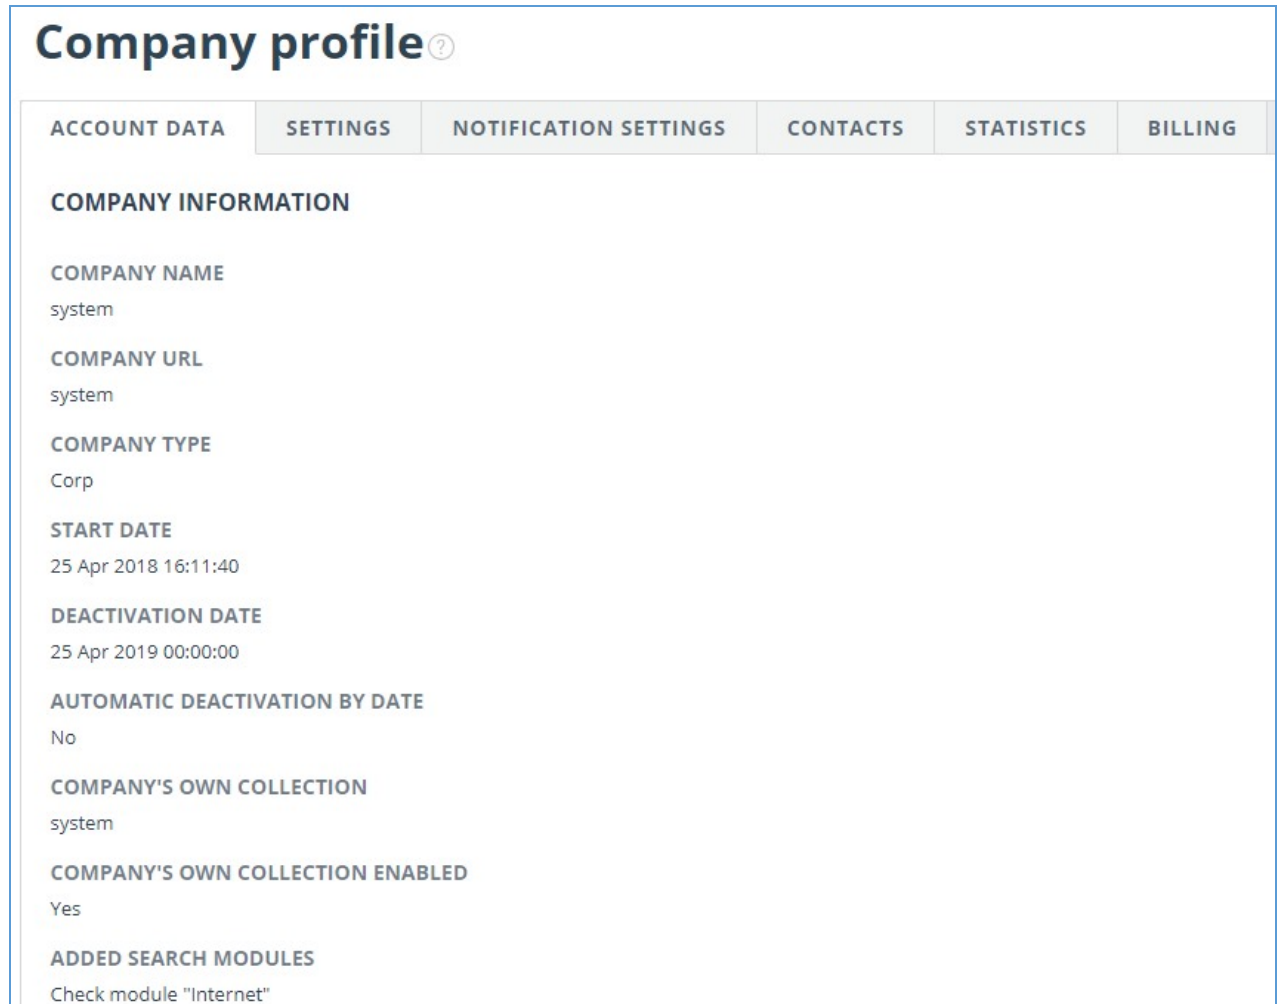 Company profile ?
ACCOUNT DATA SETTINGS NOTIFICATION SETTINGS CONTACTS STATISTICS BILLING
COMPANY INFORMATION
COMPANY NAME
system
COMPANY URL
system
COMPANY TYPE
Corp
START DATE
25 Apr 2018 16:11:40
DEACTIVATION DATE
25 Apr 2019 00:00:00
AUTOMATIC DEACTIVATION BY DATE
No
COMPANY'S OWN COLLECTION
system
COMPANY'S OWN COLLECTION ENABLED
Yes
ADDED SEARCH MODULES
Check module "Internet"